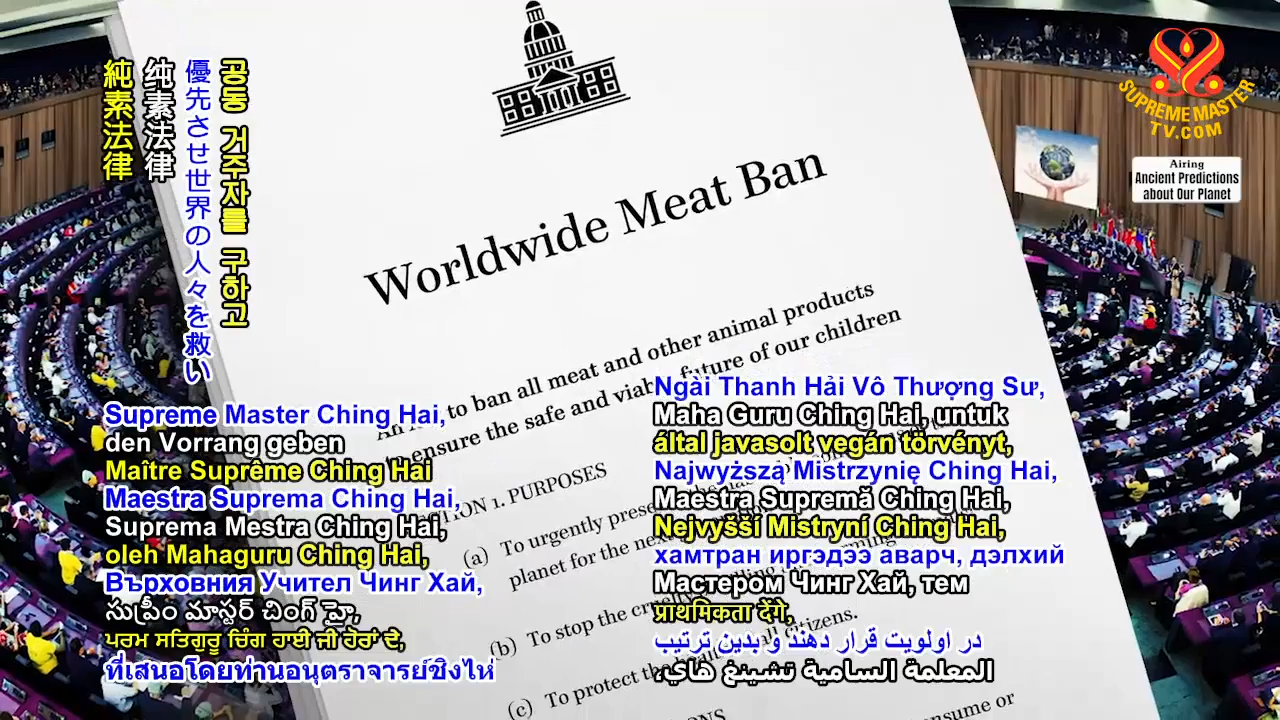 純素法律
纯素法律
優先させ世界の人々を救い
공동 거주자를 구하고
SUPREME MASTER
TV.COM
Airing
Ancient Predictions
about Our Planet
Worldwide Meat Ban
to ban all meat and other animal products
to ensure the safe and future of our children
1. PURPOSES
(a) To urgently
planet for the
(b) To stop the
citizens.
(c) To protect
or
Supreme Master Ching Hai,
den Vorrang geben
Maître Suprême Ching Hai
Maestra Suprema Ching Hai,
Suprema Mestra Ching Hai,
oleh Mahaguru Ching Hai,
Върховния Учител Чинг Хай,
సుప్రీం మాస్టర్ చింగ్ హై,
ਪਰਮ ਸਤਿਗੁਰੂ ਚਿੰਗ ਹਾਈ ਜੀ ਹੋਰਾਂ ਦੇ,
ที่เสนอโดยท่านอนุตราจารย์ชิงไห่
Ngài Thanh Hải Vô Thượng Sư,
Maha Guru Ching Hai, untuk
által javasolt vegán törvényt,
Najwyższą Mistrzynię Ching Hai,
Maestra Supremă Ching Hai,
Nejvyšší Mistryní Ching Hai,
хамтран иргэдээ аварч, дэлхий
Мастером Чинг Хай, тем
प्राथमिकता देंगे,
در اولویت قرار دهند و بدین ترتیب
المعلمة السامية تشينغ هاي،